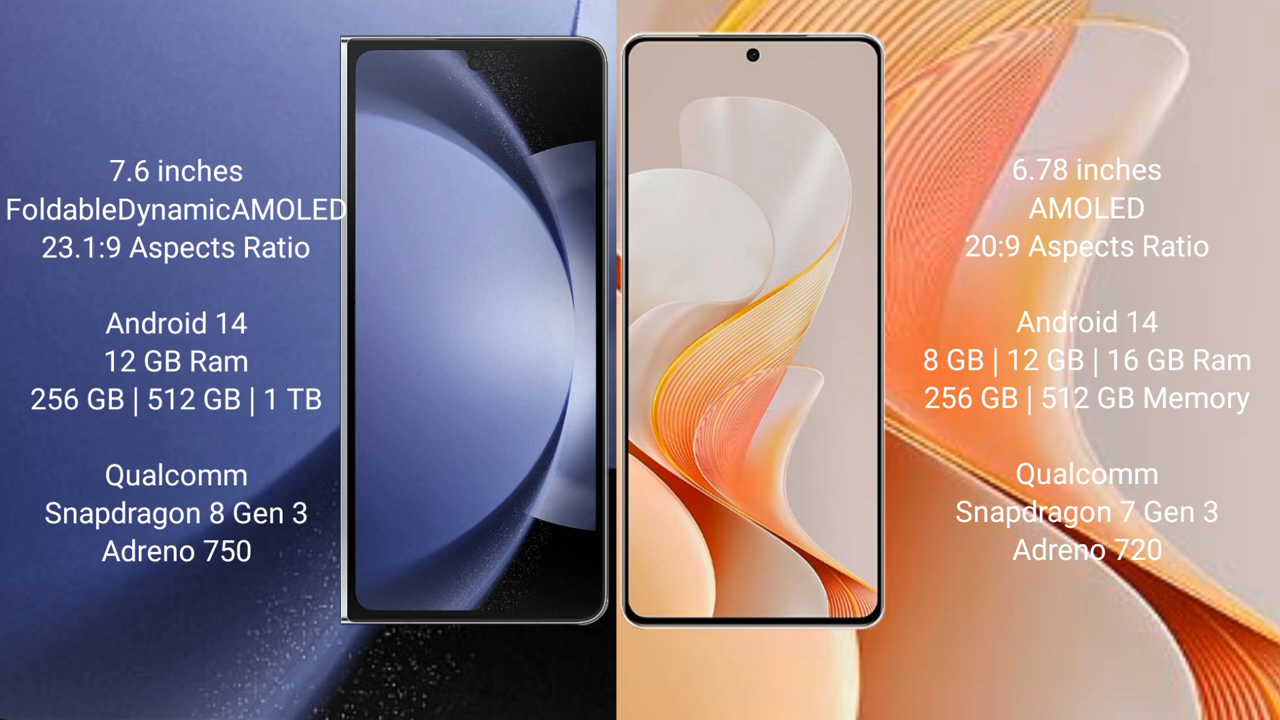 7.6 inches
FoldableDynamicAMOLED
23.1:9 Aspects Ratio
Android 14
12 GB Ram
256 GB | 512 GB | 1 TB
Qualcomm
Snapdragon 8 Gen 3
Adreno 750
6.78 inches
AMOLED
20:9 Aspects Ratio
Android 14
8 GB | 12 GB | 16 GB Ram
256 GB | 512 GB Memory
Qualcomm
Snapdragon 7 Gen 3
Adreno 720